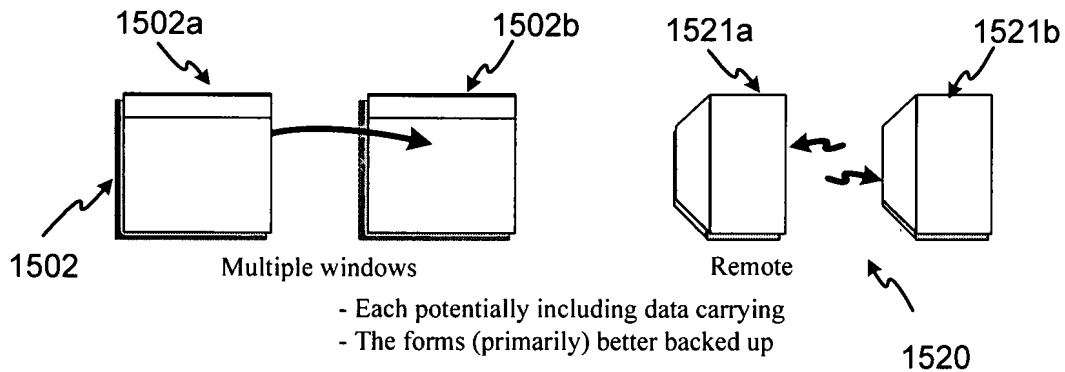 1502a
1502b
1521a
1521b
1502
Multiple windows
Remote
- Each potentially including data carrying
- The forms (primarily) better backed up
1520